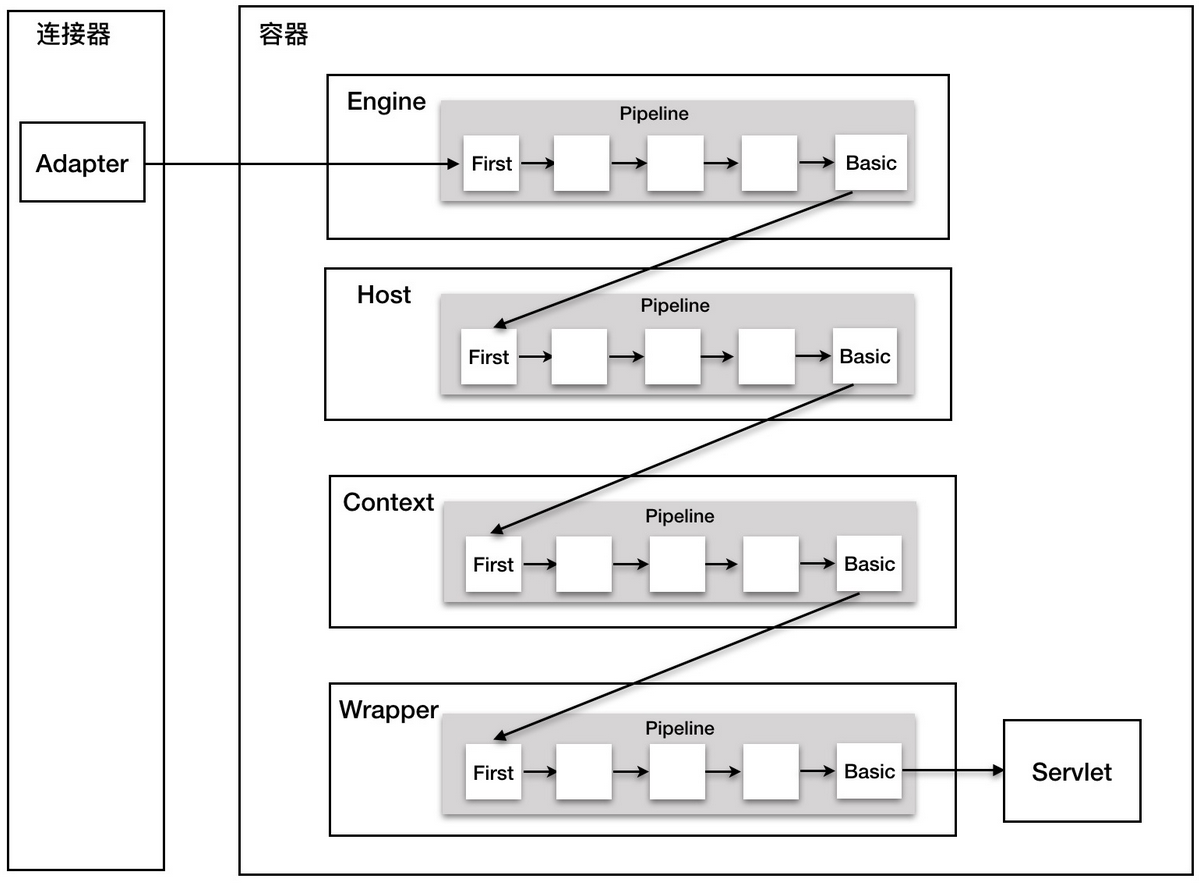 连接器
容器
Engine
Pipeline
Adapter
First
Basic
Host
Pipeline
First
Basic
Context
Pipeline
First
Basic
Wrapper
Pipeline
First
Basic
Servlet